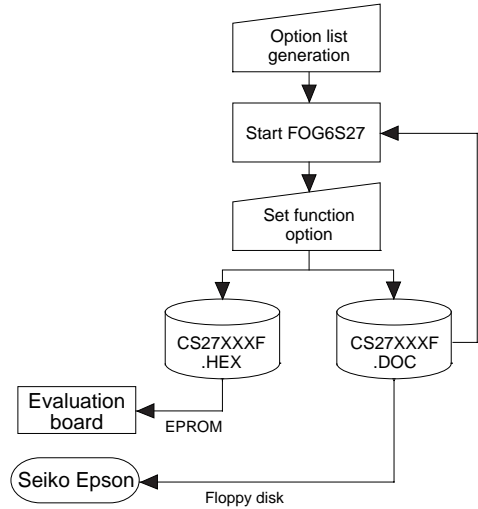 Option list
generation
Start FOG6S27
Set function
option
CS27XXXF
.HEX
CS27XXXF
.DOC
Evaluation
board
EPROM
Seiko Epson
Floppy disk